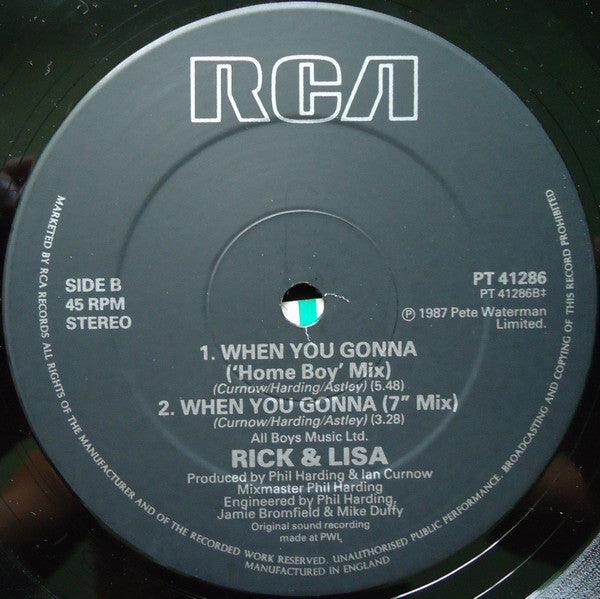 RCA
SIDE B
45 RPM
STEREO
PT 41286
PT 41286B‡
Ⓟ 1987 Pete Waterman
Limited.
1. WHEN YOU GONNA
(‘Home Boy’ Mix)
(Curnow/Harding/Astley) (5.48)
2. WHEN YOU GONNA (7” Mix)
(Curnow/Harding/Astley) (3.28)
All Boys Music Ltd.
RICK & LISA
Produced by Phil Harding & Ian Curnow
Mixmaster Phil Harding
Engineered by Phil Harding,
Jamie Bromfield & Mike Duffy
Original sound recording
made at PWL
MARKETED BY RCA RECORDS ALL RIGHTS OF THE MANUFACTURER AND OF THE RECORDED WORK RESERVED. UNAUTHORISED PUBLIC PERFORMANCE. BROADCASTING AND COPYING OF THIS RECORD PROHIBITED
MANUFACTURED IN ENGLAND